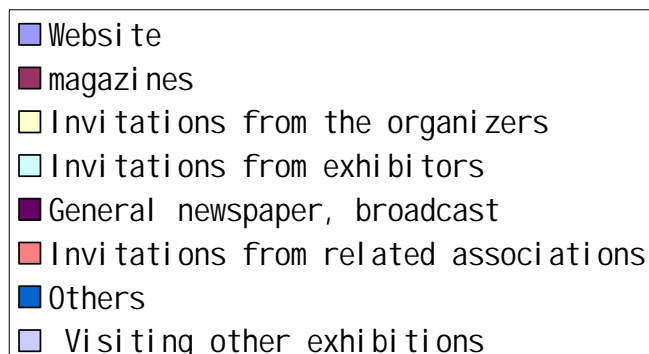 Website
magazines
Invitations from the organizers
Invitations from exhibitors
General newspaper, broadcast
Invitations from related associations
Others
Visiting other exhibitions